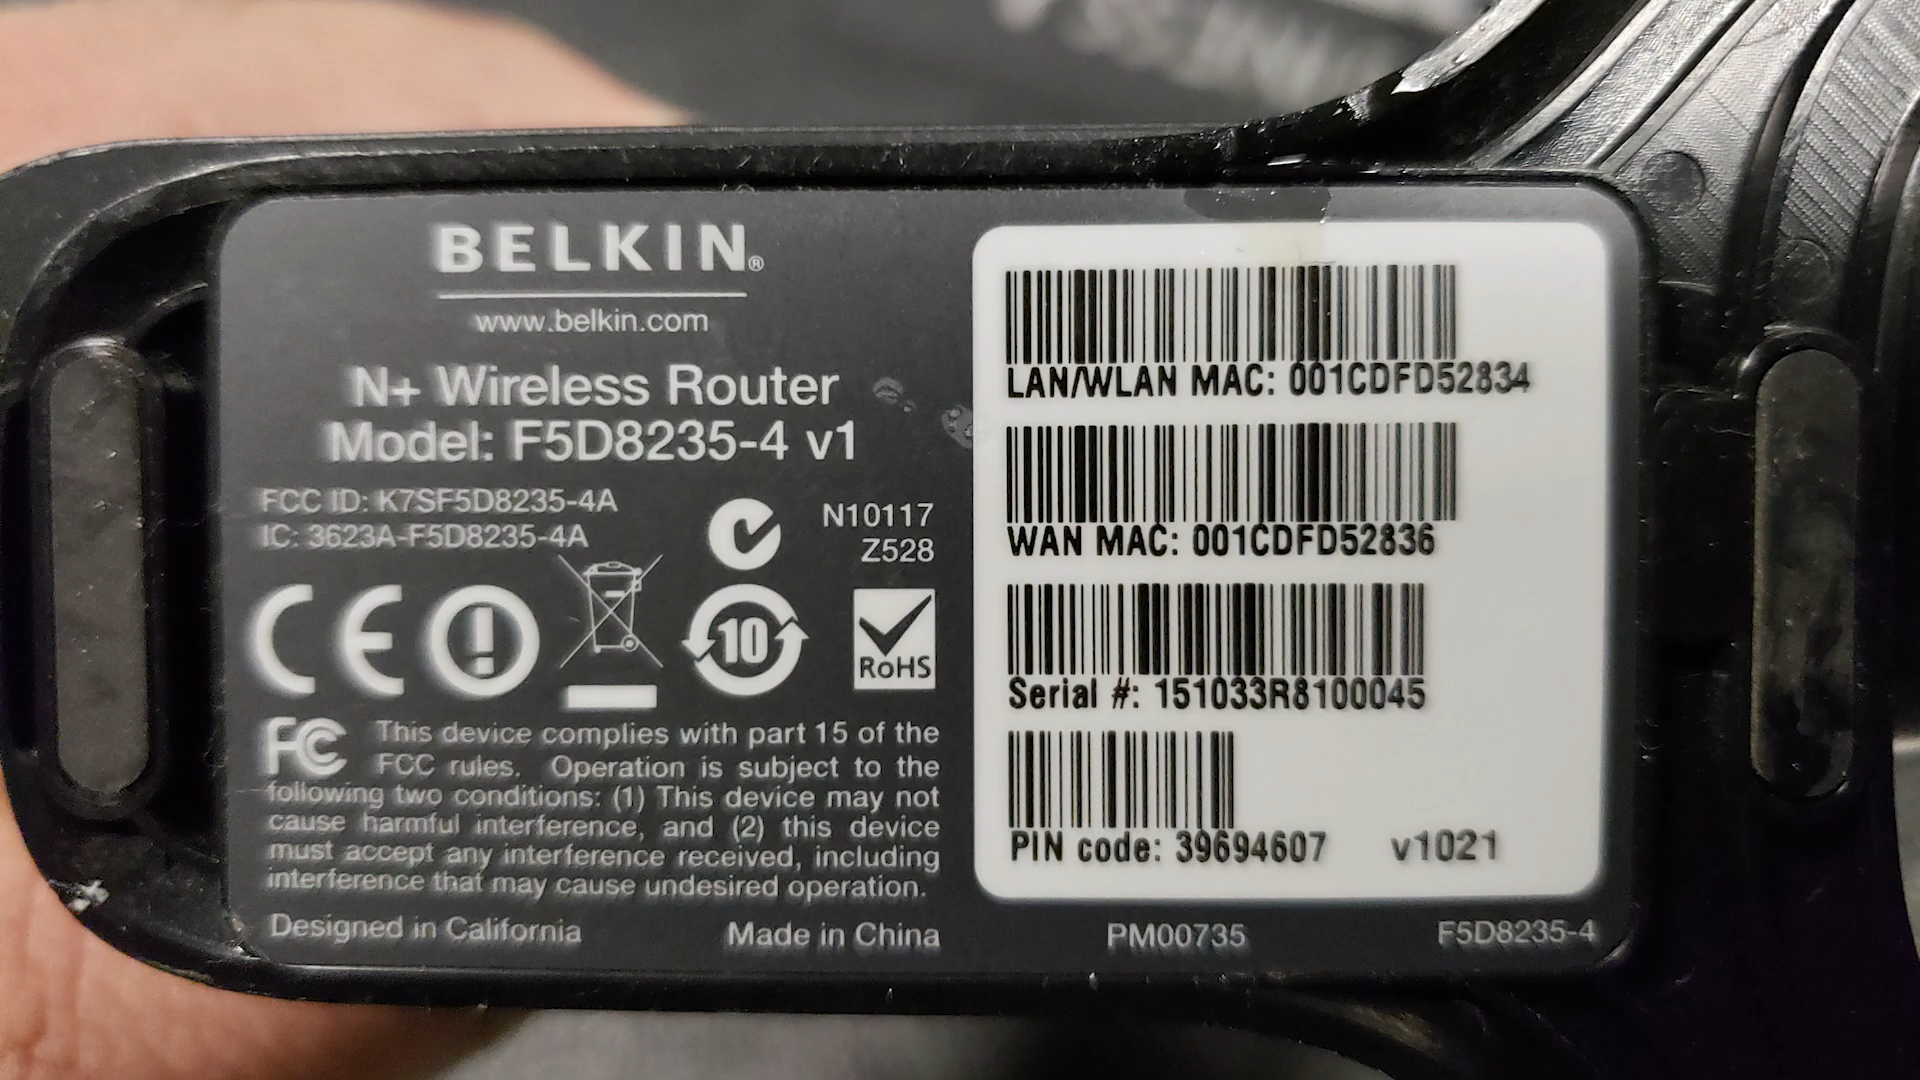 BELKIN®
www.belkin.com
N+ Wireless Router
Model: F5D8235-4 v1
FCC ID: K7SF5D8235-4A
IC: 3623A-F5D8235-4A
N10117
Z528
CE
10
RoHS
FC This device complies with part 15 of the
FCC rules. Operation is subject to the
following two conditions: (1) This device may not
cause harmful interference, and (2) this device
must accept any interference received, including
interference that may cause undesired operation.
Designed in California Made in China
LAN/WLAN MAC: 001CDFD52834
WAN MAC: 001CDFD52836
Serial #: 151033R8100045
PIN code: 39694607 v1021
PM00735 F5D8235-4